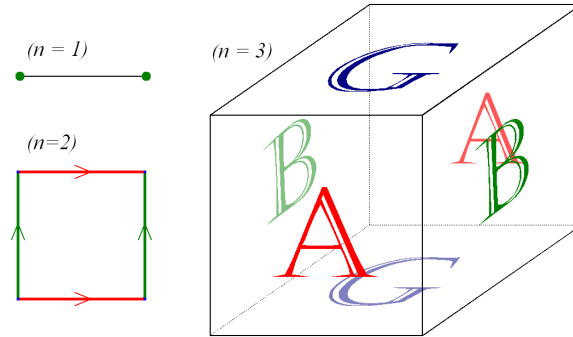 (n = 1)
(n = 3)
G
A
B
B
(n=2)
A
G